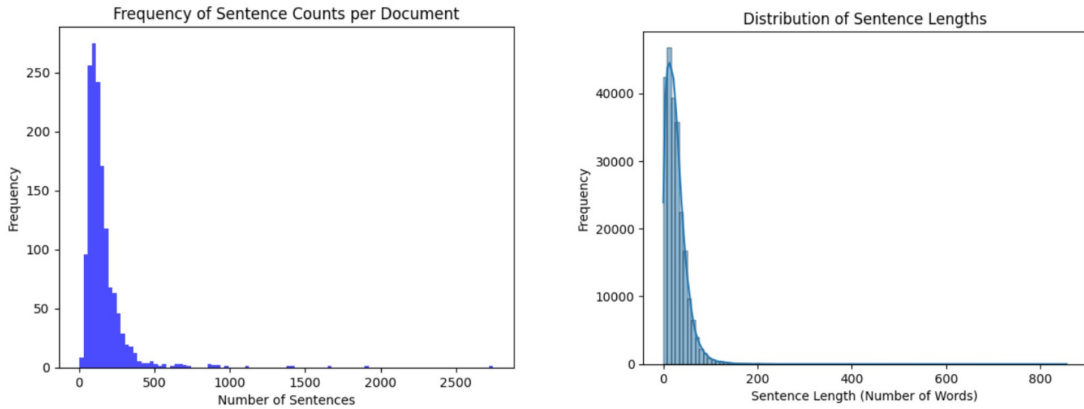 Frequency of Sentence Counts per Document
250
200
150
100
50
0
Frequency
0 500 1000 1500 2000 2500
Number of Sentences
Distribution of Sentence Lengths
40000
30000
20000
10000
0
Frequency
0 200 400 600 800
Sentence Length (Number of Words)